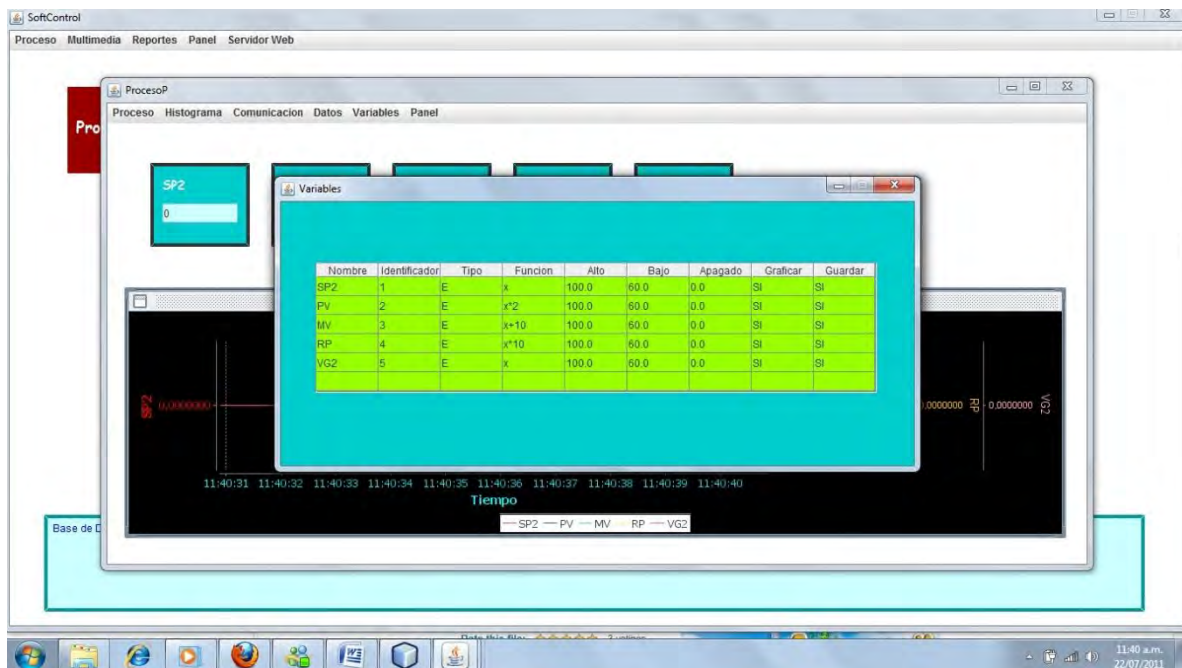 SoftControl
Proceso Multimedia Reportes Panel Servidor Web
Pro
ProcesoP
Proceso Histograma Comunicacion Datos Variables Panel
SP2
0
Variables
Nombre Identificador Tipo Funcion Alto Bajo Apagado Graficar Guardar
SP2 1 E x 100.0 60.0 0.0 SI SI
PV 2 E x*2 100.0 60.0 0.0 SI SI
MV 3 E x+10 100.0 60.0 0.0 SI SI
RP 4 E x*10 100.0 60.0 0.0 SI SI
VG2 5 E x 100.0 60.0 0.0 SI SI
SP2 0,0000000
,0000000 RP 0,0000000 VG2
11:40:31 11:40:32 11:40:33 11:40:34 11:40:35 11:40:36 11:40:37 11:40:38 11:40:39 11:40:40
Tiempo
SP2 PV MV RP VG2
Base de D
11:40 a.m.
22/07/2011